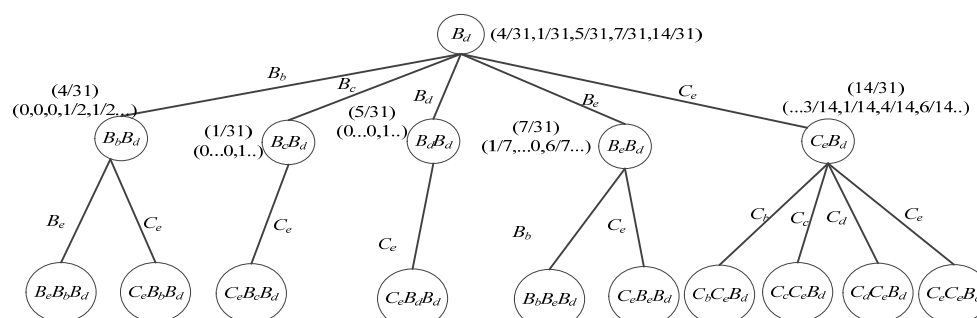 B_d (4/31,1/31,5/31,7/31,14/31)
B_b
B_c
B_d
B_e
C_e
(4/31)
(0,0,0,1/2,1/2...)
(1/31)
(0...0,1..)
(5/31)
(0...0,1..)
(7/31)
(1/7,...0,6/7...)
(14/31)
(...3/14,1/14,4/14,6/14..)
B_bB_d
B_cB_d
B_dB_d
B_eB_d
C_eB_d
B_e
C_e
C_e
C_e
B_b
C_e
C_b
C_c
C_d
C_e
B_eB_bB_d
C_eB_bB_d
C_eB_eB_d
C_eB_dB_d
B_bB_eB_d
C_eB_eB_d
C_bC_eB_d
C_cC_eB_d
C_dC_eB_d
C_eC_eB_d